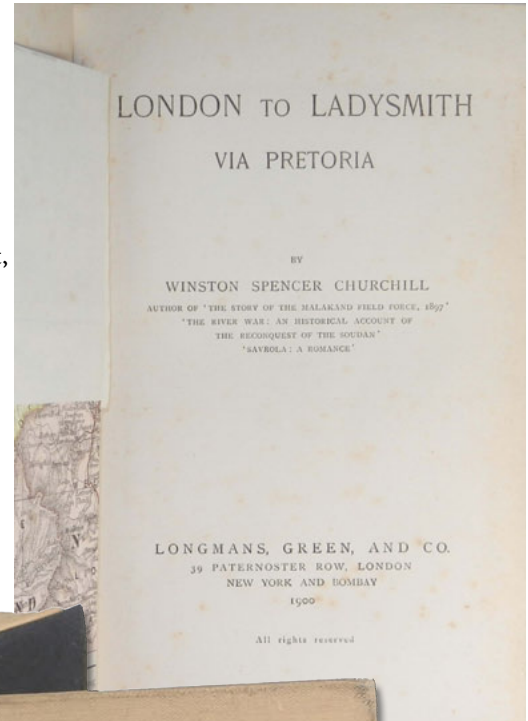 LONDON TO LADYSMITH
VIA PRETORIA
BY
WINSTON SPENCER CHURCHILL
AUTHOR OF 'THE STORY OF THE MALAKAND FIELD FORCE, 1897'
'THE RIVER WAR: AN HISTORICAL ACCOUNT OF
THE RECONQUEST OF THE SOUDAN'
'SAVROLA: A ROMANCE'
LONGMANS, GREEN, AND CO.
39 PATERNOSTER ROW, LONDON
NEW YORK AND BOMBAY
1900
All rights reserved